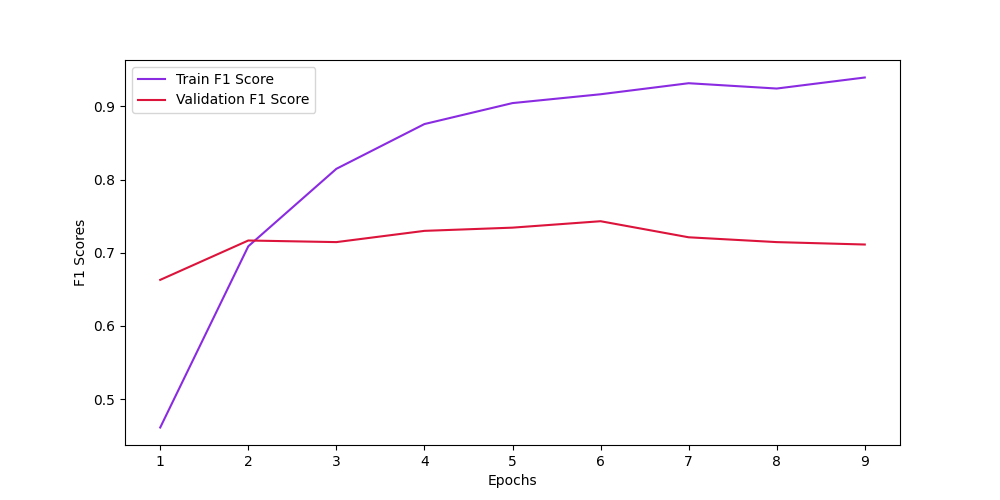 Train F1 Score
Validation F1 Score
0.9
0.8
0.7
0.6
0.5
F1 Scores
1 2 3 4 5 6 7 8 9
Epochs